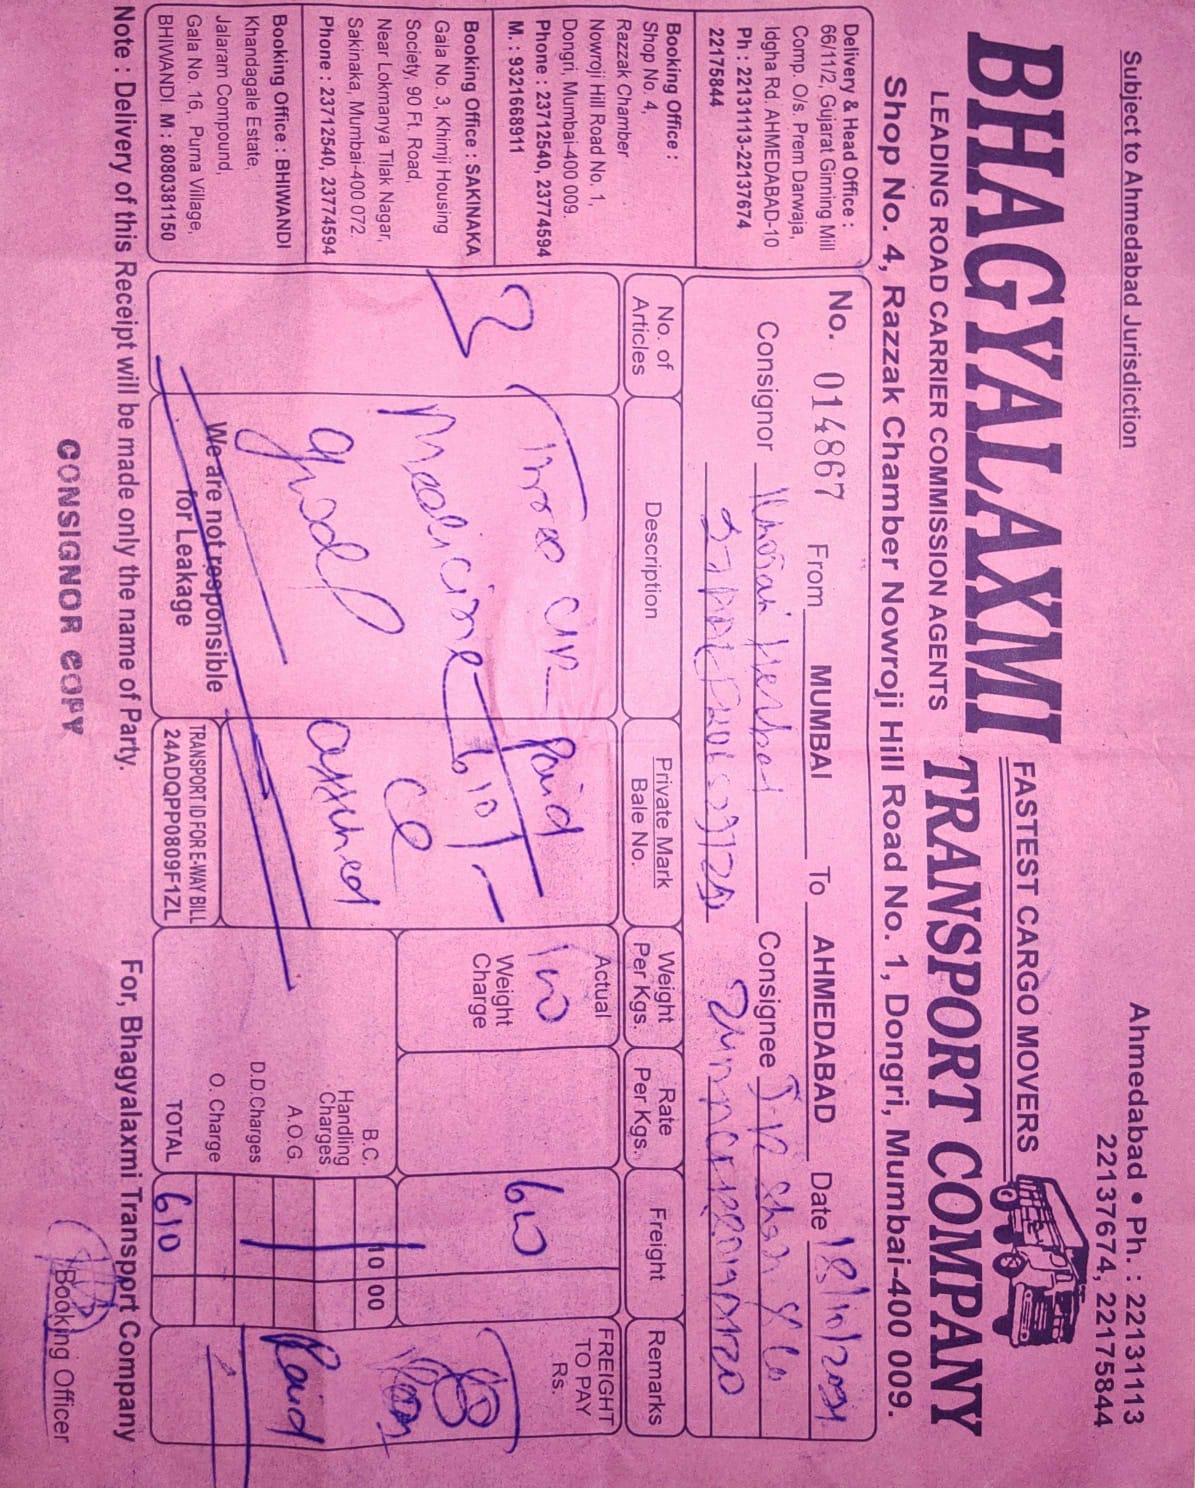 Subject to Ahmedabad Jurisdiction
Ahmedabad • Ph. : 22131113
22137674, 22175844
BHAGYALAXMI
FASTEST CARGO MOVERS
LEADING ROAD CARRIER COMMISSION AGENTS
TRANSPORT COMPANY
Shop No. 4, Razzak Chamber Nowroji Hill Road No. 1, Dongri, Mumbai-400 009.
Delivery & Head Office :
66/11/2, Gujarat Ginning Mill
Comp. O/s. Prem Darwaja,
Idgha Rd. AHMEDABAD-10
Ph : 22131113-22137674
22175844
Booking Office :
Shop No. 4,
Razzak Chamber
Nowroji Hill Road No. 1,
Dongri, Mumbai-400 009.
Phone : 23712540, 23774594
M. : 9321668911
Booking Office : SAKINAKA
Gala No. 3, Khimji Housing
Society, 90 Ft. Road,
Near Lokmanya Tilak Nagar,
Sakinaka, Mumbai-400 072.
Phone : 23712540, 23774594
Booking Office : BHIWANDI
Khandagale Estate,
Jalaram Compound,
Gala No. 16, Purna Village,
BHIWANDI. M : 8080381150
No. 014867 From MUMBAI To AHMEDABAD Date
Consignor Herbal Consignee Shah & Co
No. of
Articles
Description
Private Mark
Bale No.
Weight
Per Kgs.
Rate
Per Kgs.
Freight
Remarks
3
Three
Medicine
good
Paid
610/-
attched
We are not responsible
for Leakage
TRANSPORT ID FOR E-WAY BILL
24ADQPP0809F1ZL
Actual
Weight
Charge
600
FREIGHT
TO PAY
Rs.
B.C. 10 00
Handling
Charges
A.O.G.
D.D.Charges
O. Charge
TOTAL 610
Paid
Note : Delivery of this Receipt will be made only the name of Party.
For, Bhagyalaxmi Transport Company
Booking Officer
CONSIGNOR COPY